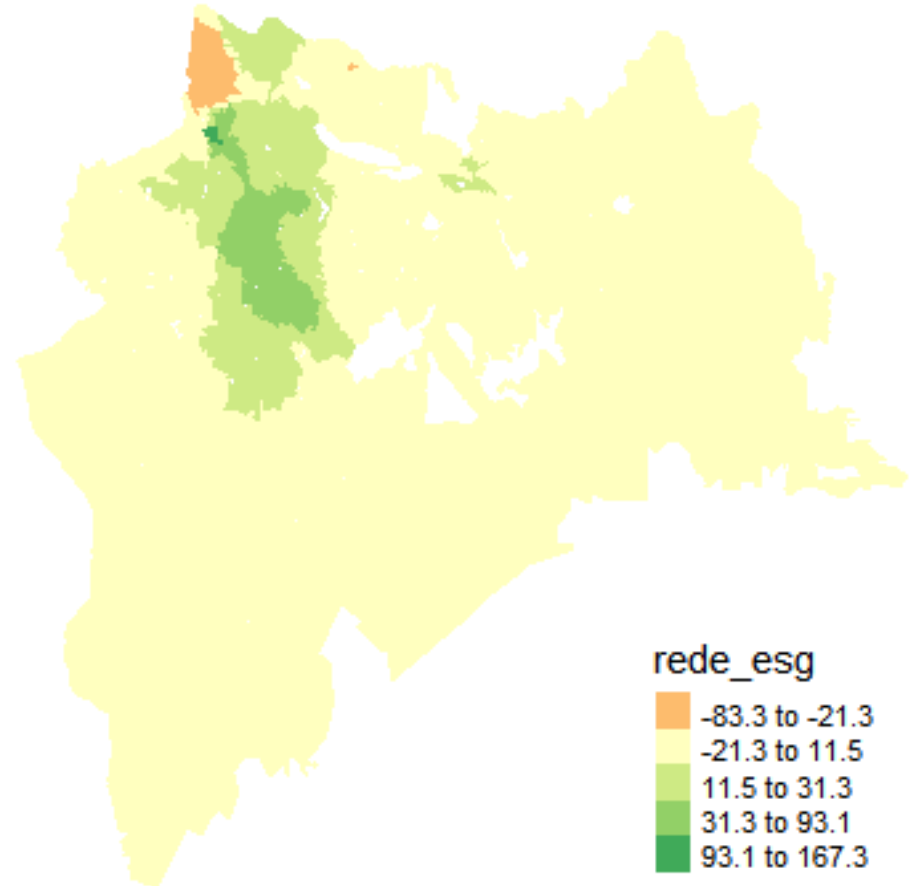 rede_esg
-83.3 to -21.3
-21.3 to 11.5
11.5 to 31.3
31.3 to 93.1
93.1 to 167.3